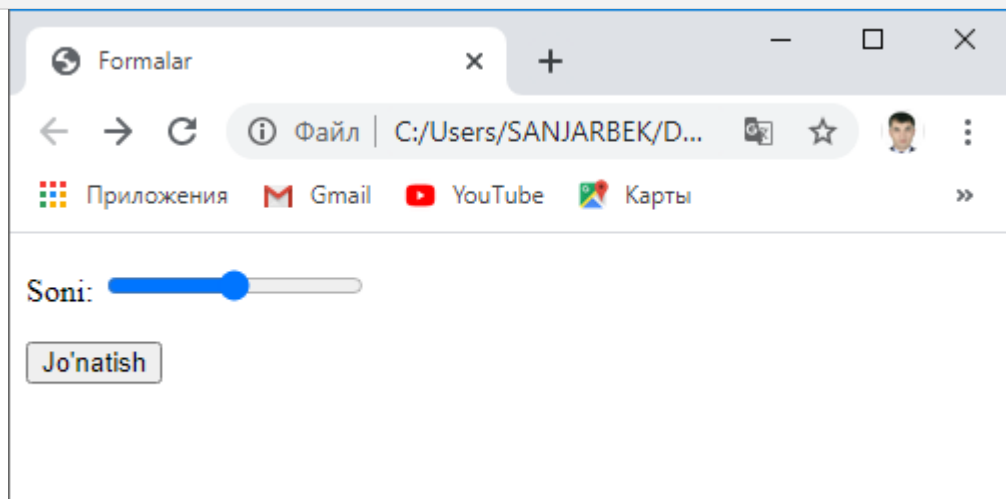 Formalar
Файл | C:/Users/SANJARBEK/D...
Приложения Gmail YouTube Карты »
Soni:
Jo'natish